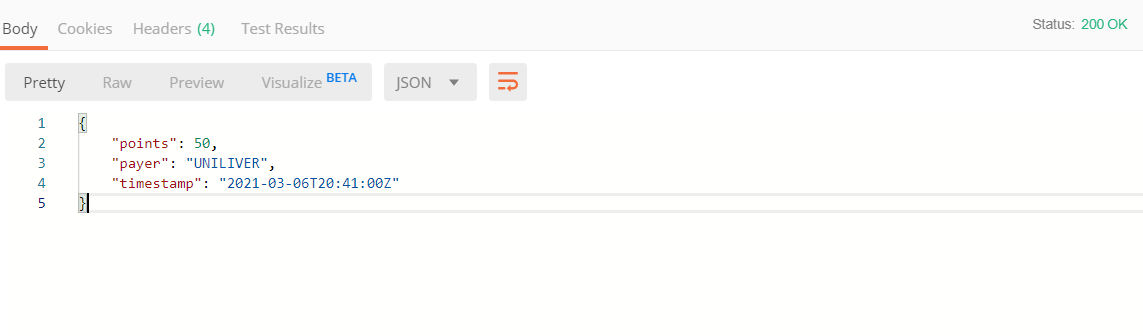 Body Cookies Headers (4) Test Results Status: 200 OK
Pretty Raw Preview Visualize BETA JSON
1 {
2 "points": 50,
3 "payer": "UNILIVER",
4 "timestamp": "2021-03-06T20:41:00Z"
5 }